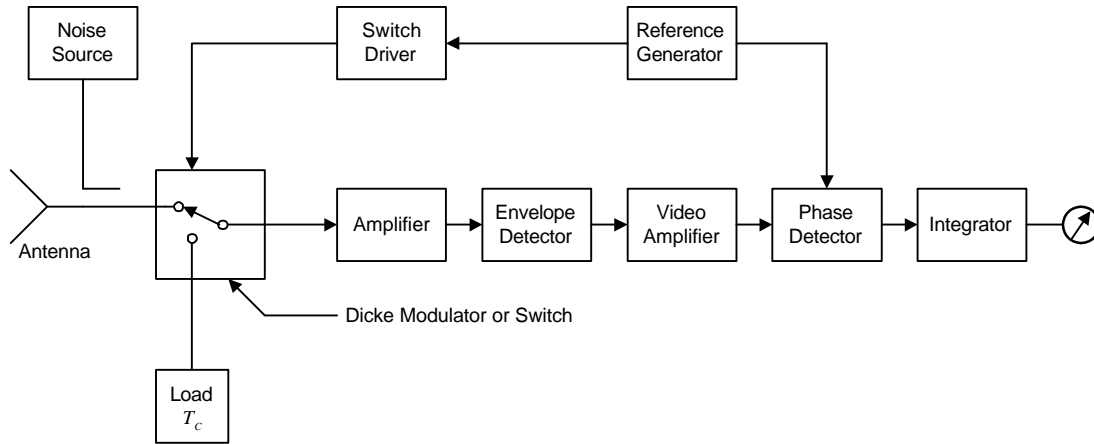 Noise
Source
Switch
Driver
Reference
Generator
Antenna
Amplifier
Envelope
Detector
Video
Amplifier
Phase
Detector
Integrator
Dicke Modulator or Switch
Load
T_C